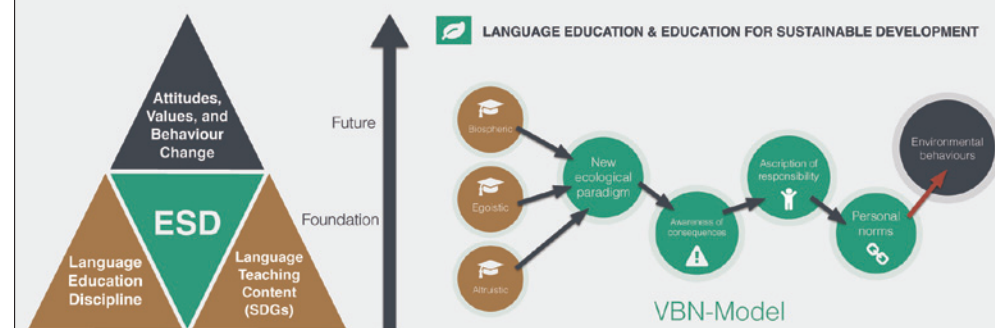 LANGUAGE EDUCATION & EDUCATION FOR SUSTAINABLE DEVELOPMENT
Attitudes,
Values, and
Behaviour
Change
ESD
Language
Education
Discipline
Language
Teaching
Content
(SDGs)
Future
Foundation
Biospheric
Egoistic
Altruistic
New
ecological
paradigm
Awareness of
consequences
Ascription of
responsibility
Personal
norms
Environmental
behaviours
VBN-Model